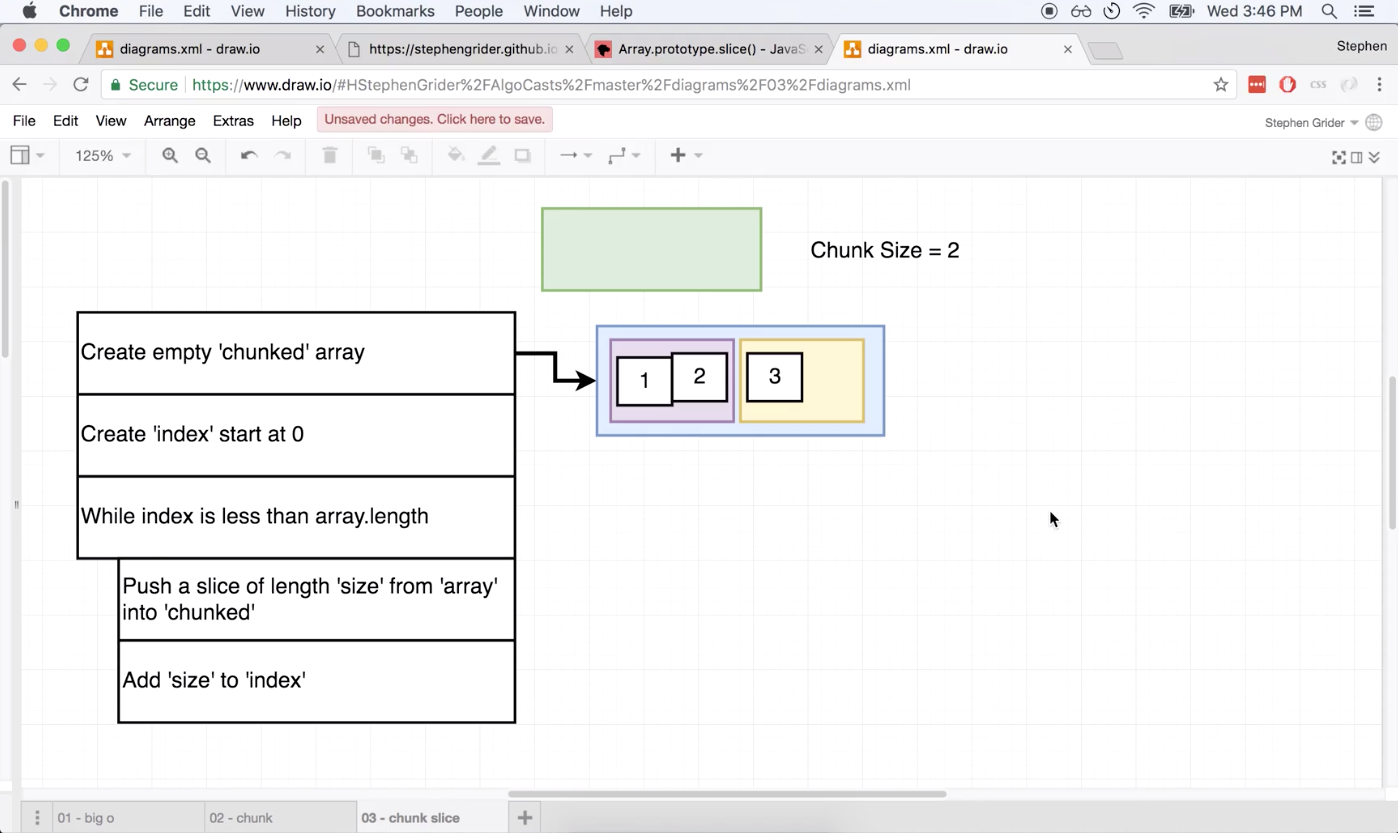 Chrome File Edit View History Bookmarks People Window Help Wed 3:46 PM
diagrams.xml - draw.io https://stephengrider.github.io Array.prototype.slice() - JavaS diagrams.xml - draw.io Stephen
Secure https://www.draw.io/#HStephenGrider%2FAlgoCasts%2Fmaster%2Fdiagrams%2F03%2Fdiagrams.xml css
File Edit View Arrange Extras Help Unsaved changes. Click here to save. Stephen Grider
125%
Chunk Size = 2
Create empty 'chunked' array
1 2 3
Create 'index' start at 0
While index is less than array.length
Push a slice of length 'size' from 'array'
into 'chunked'
Add 'size' to 'index'
01 - big o 02 - chunk 03 - chunk slice